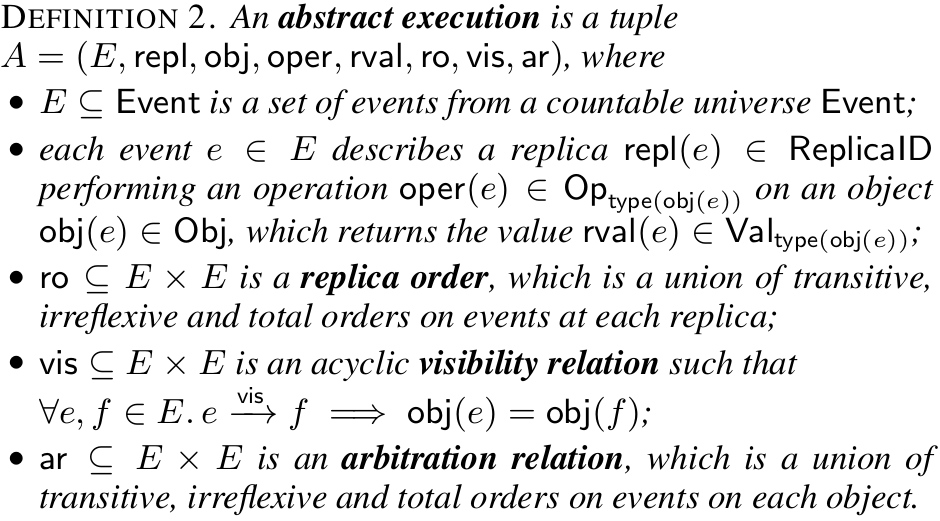 DEFINITION 2. An abstract execution is a tuple
A = (E, repl, obj, oper, rval, ro, vis, ar), where
• E ⊆ Event is a set of events from a countable universe Event;
• each event e ∈ E describes a replica repl(e) ∈ ReplicaID
performing an operation oper(e) ∈ Op_type(obj(e)) on an object
obj(e) ∈ Obj, which returns the value rval(e) ∈ Val_type(obj(e));
• ro ⊆ E × E is a replica order, which is a union of transitive,
irreflexive and total orders on events at each replica;
• vis ⊆ E × E is an acyclic visibility relation such that
∀e, f ∈ E. e —vis→ f ⟹ obj(e) = obj(f);
• ar ⊆ E × E is an arbitration relation, which is a union of
transitive, irreflexive and total orders on events on each object.